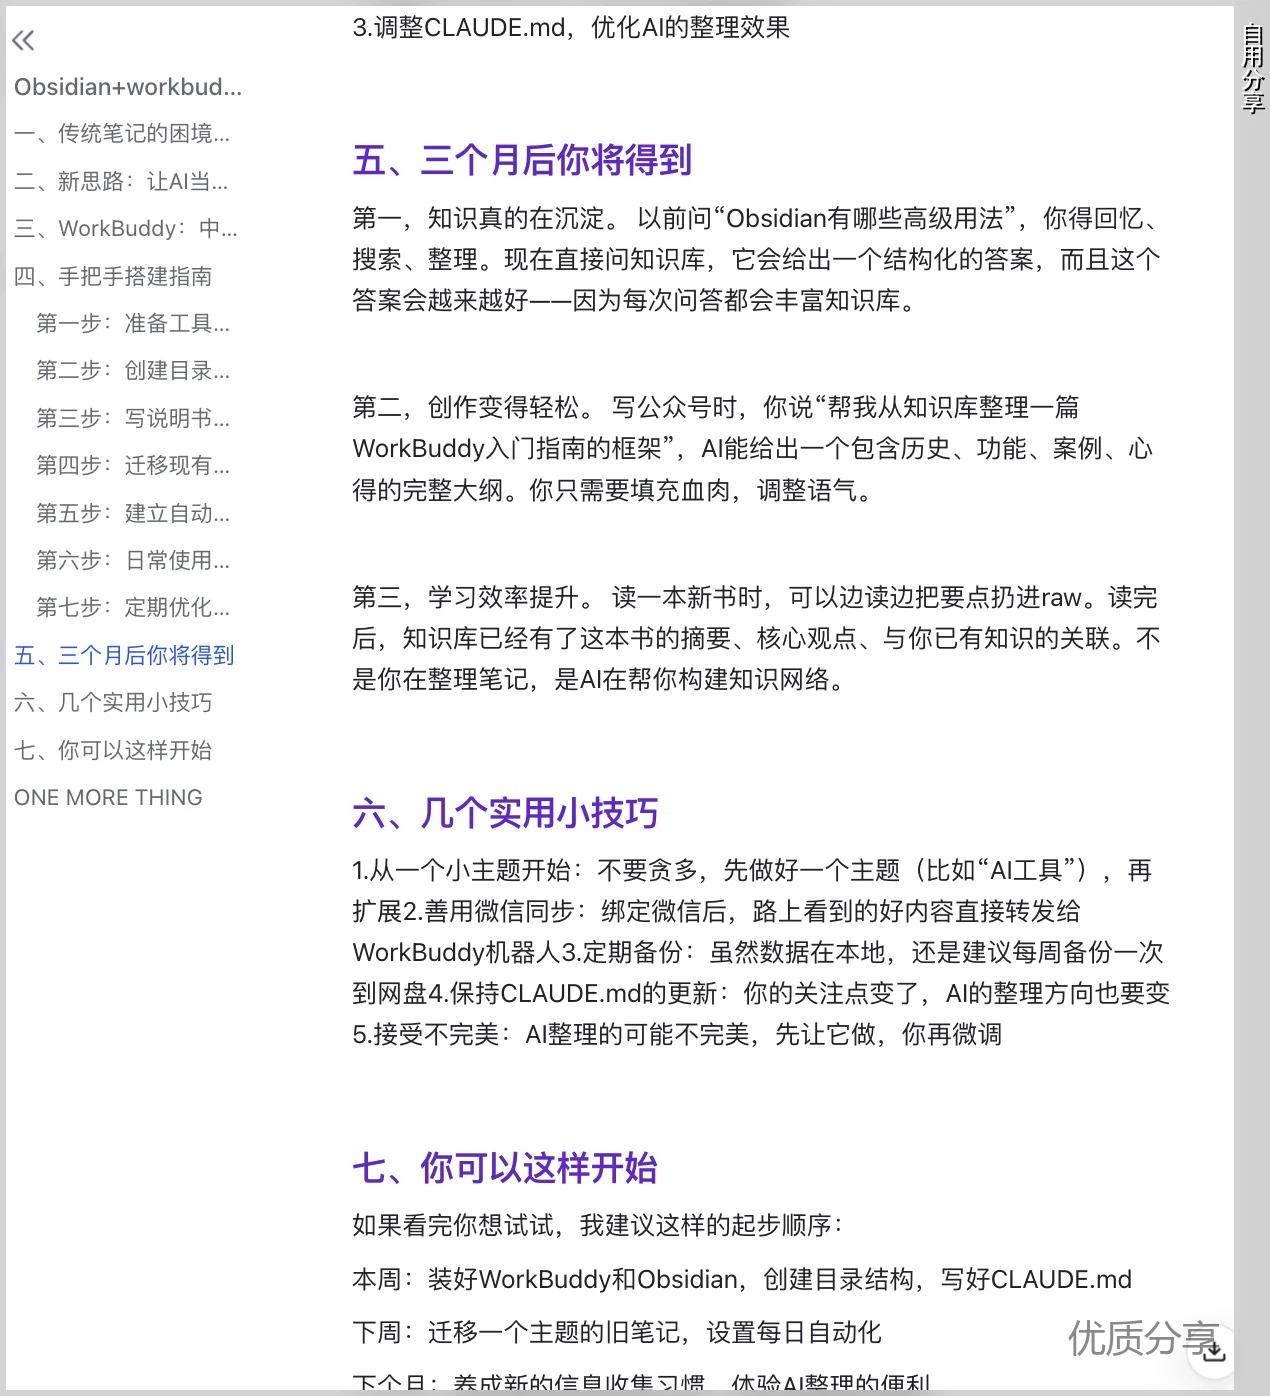 Obsidian+workbud...
一、传统笔记的困境...
二、新思路：让AI当...
三、WorkBuddy：中...
四、手把手搭建指南
第一步：准备工具...
第二步：创建目录...
第三步：写说明书...
第四步：迁移现有...
第五步：建立自动...
第六步：日常使用...
第七步：定期优化...
五、三个月后你将得到
六、几个实用小技巧
七、你可以这样开始
ONE MORE THING
3.调整CLAUDE.md，优化AI的整理效果
五、三个月后你将得到
第一，知识真的在沉淀。 以前问“Obsidian有哪些高级用法”，你得回忆、
搜索、整理。现在直接问知识库，它会给出一个结构化的答案，而且这个
答案会越来越好——因为每次问答都会丰富知识库。
第二，创作变得轻松。 写公众号时，你说“帮我从知识库整理一篇
WorkBuddy入门指南的框架”，AI能给出一个包含历史、功能、案例、心
得的完整大纲。你只需要填充血肉，调整语气。
第三，学习效率提升。 读一本新书时，可以边读边把要点扔进raw。读完
后，知识库已经有了这本书的摘要、核心观点、与你已有知识的关联。不
是你在整理笔记，是AI在帮你构建知识网络。
六、几个实用小技巧
1.从一个小主题开始：不要贪多，先做好一个主题（比如“AI工具”），再
扩展2.善用微信同步：绑定微信后，路上看到的好内容直接转发给
WorkBuddy机器人3.定期备份：虽然数据在本地，还是建议每周备份一次
到网盘4.保持CLAUDE.md的更新：你的关注点变了，AI的整理方向也要变
5.接受不完美：AI整理的可能不完美，先让它做，你再微调
七、你可以这样开始
如果看完你想试试，我建议这样的起步顺序：
本周：装好WorkBuddy和Obsidian，创建目录结构，写好CLAUDE.md
下周：迁移一个主题的旧笔记，设置每日自动化
下个月：养成新的信息收集习惯，体验AI整理的便利
自用分享
优质分享